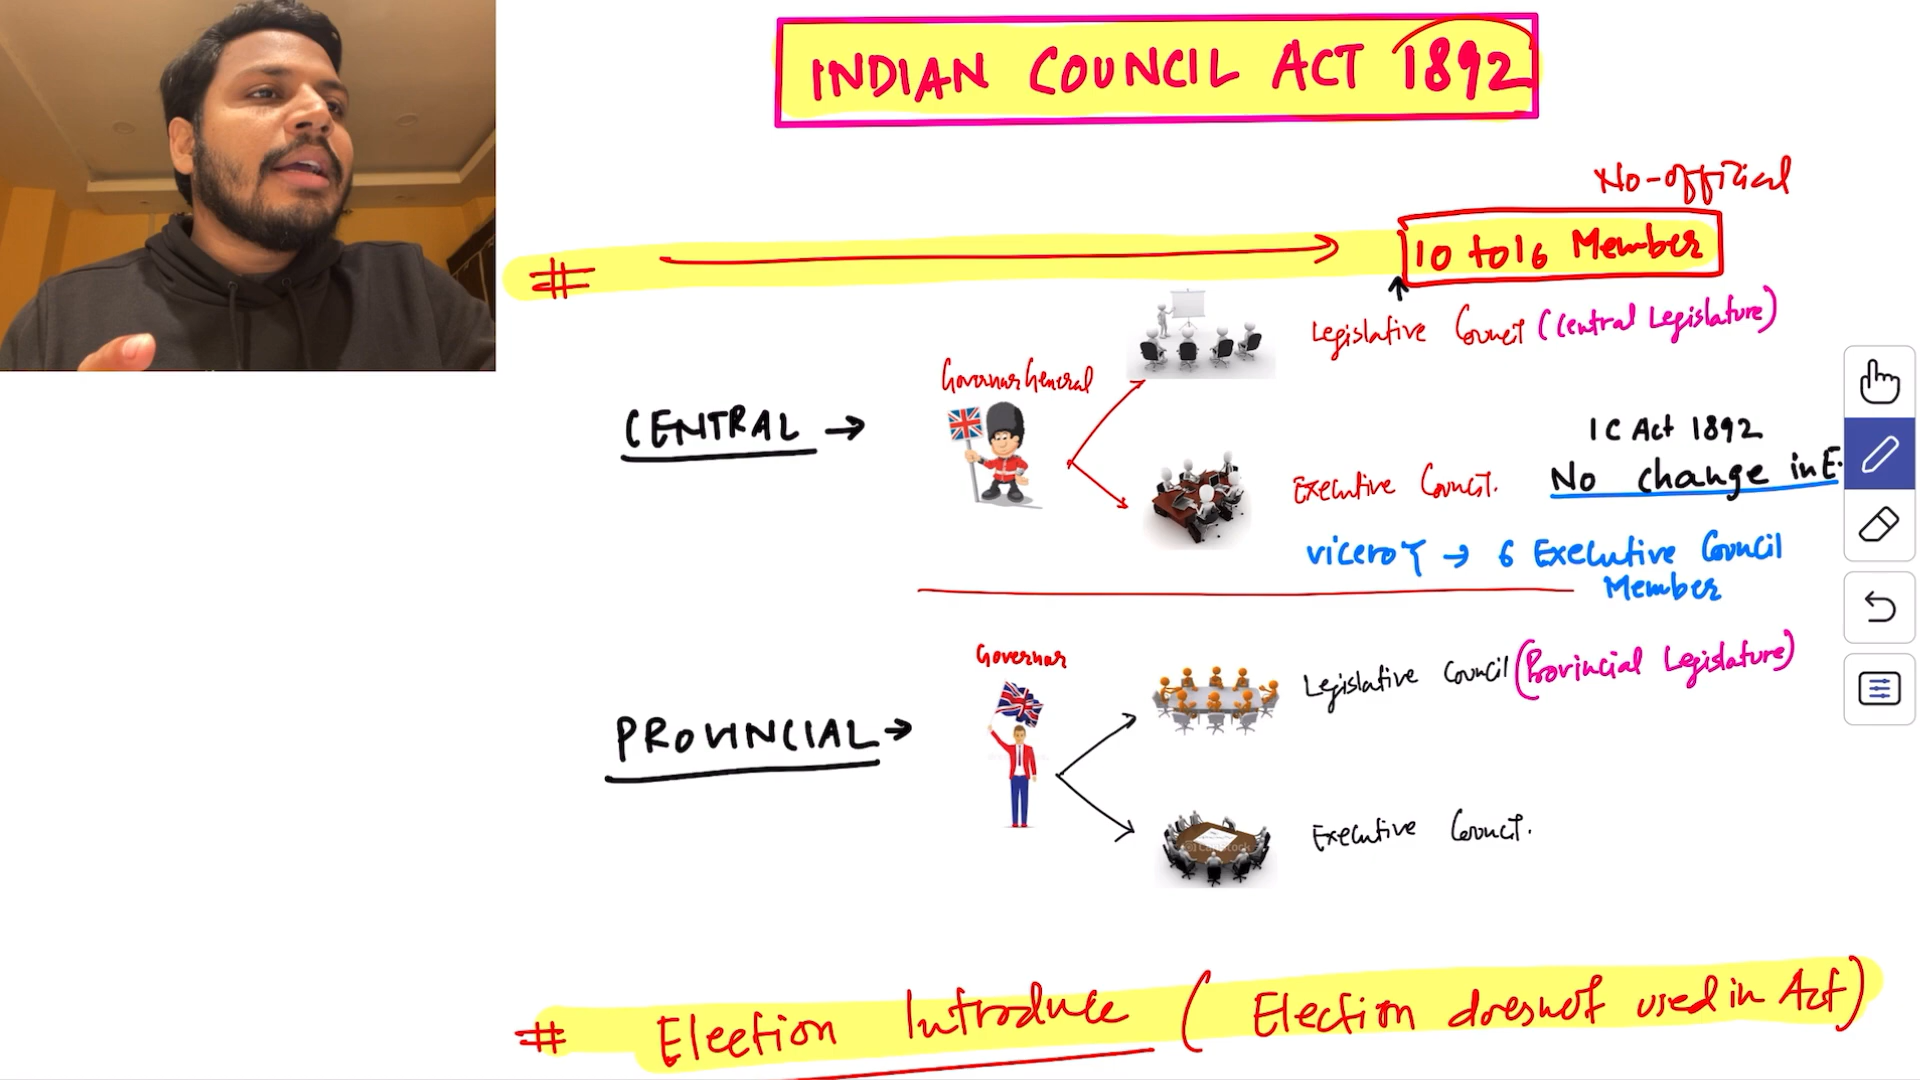 INDIAN COUNCIL ACT 1892
No-official
# 10 to 16 Member
Legislative Council (Central Legislature)
Governar General
CENTRAL →
IC Act 1892
No change in E.
Executive Council.
viceroy → 6 Executive Council
Member
Governar
Legislative Council (Provincial Legislature)
PROVINCIAL →
Executive Council.
# Election Introduce ( Election doesnot used in Act)